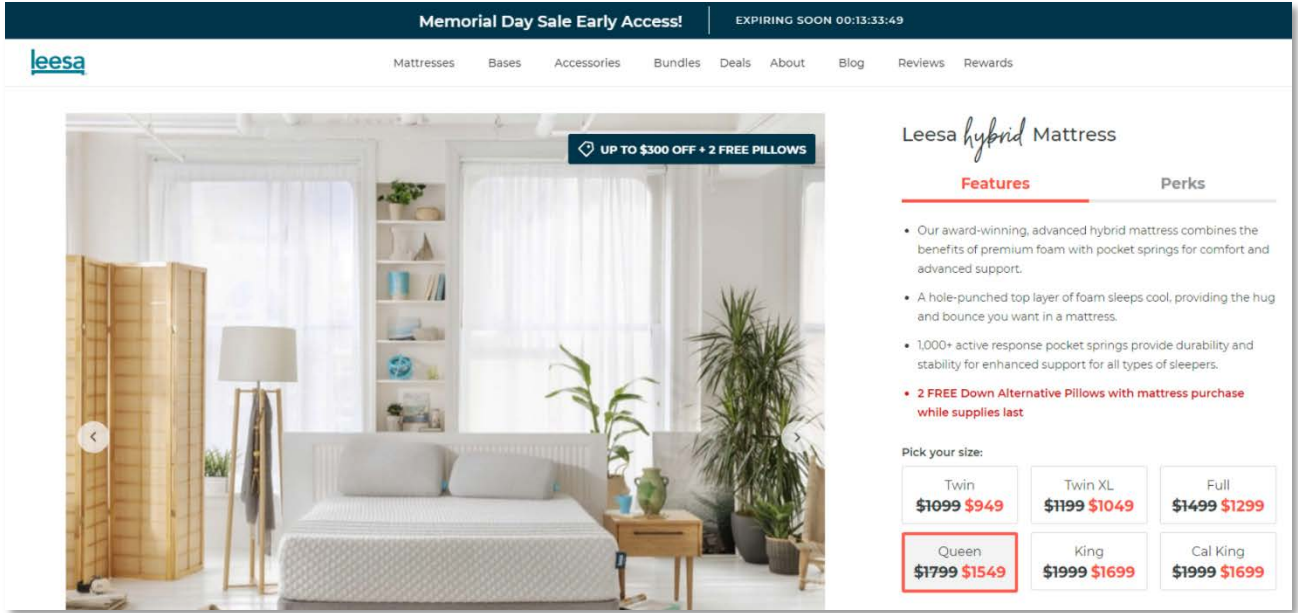 Memorial Day Sale Early Access!
EXPIRING SOON 00:13:33:49
leesa
Mattresses Bases Accessories Bundles Deals About Blog Reviews Rewards
UP TO $300 OFF + 2 FREE PILLOWS
Leesa hybrid Mattress
Features Perks
• Our award-winning, advanced hybrid mattress combines the
benefits of premium foam with pocket springs for comfort and
advanced support.
• A hole-punched top layer of foam sleeps cool, providing the hug
and bounce you want in a mattress.
• 1,000+ active response pocket springs provide durability and
stability for enhanced support for all types of sleepers.
• 2 FREE Down Alternative Pillows with mattress purchase
while supplies last
Pick your size:
Twin
$1099 $949
Twin XL
$1199 $1049
Full
$1499 $1299
Queen
$1799 $1549
King
$1999 $1699
Cal King
$1999 $1699